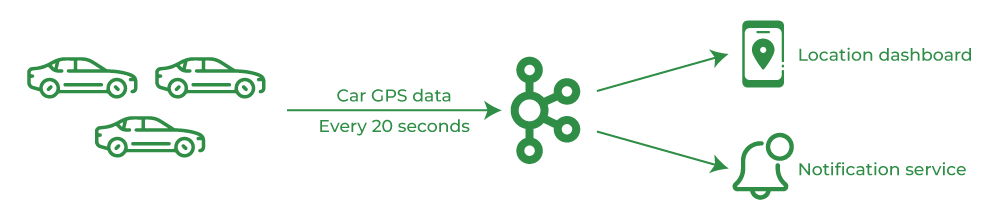 Car GPS data
Every 20 seconds
Location dashboard
Notification service